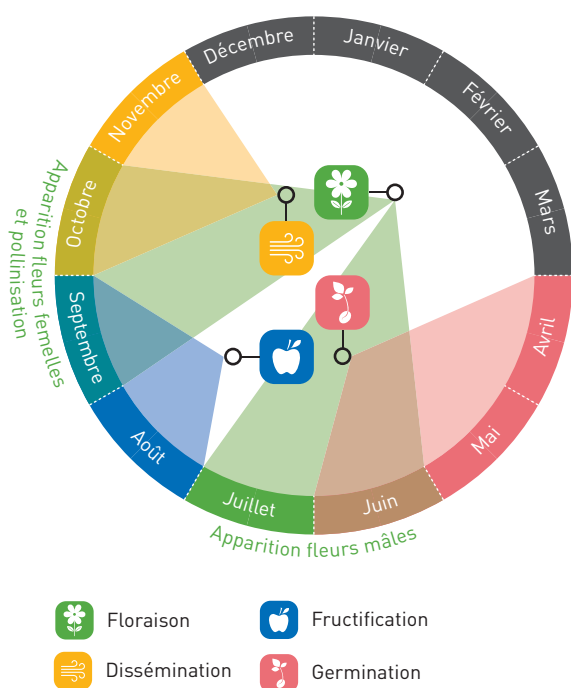 Décembre
Janvier
Février
Mars
Avril
Mai
Juin
Juillet
Août
Septembre
Octobre
Novembre
Apparition fleurs femelles
et pollinisation
Apparition fleurs mâles
Floraison
Fructification
Dissémination
Germination